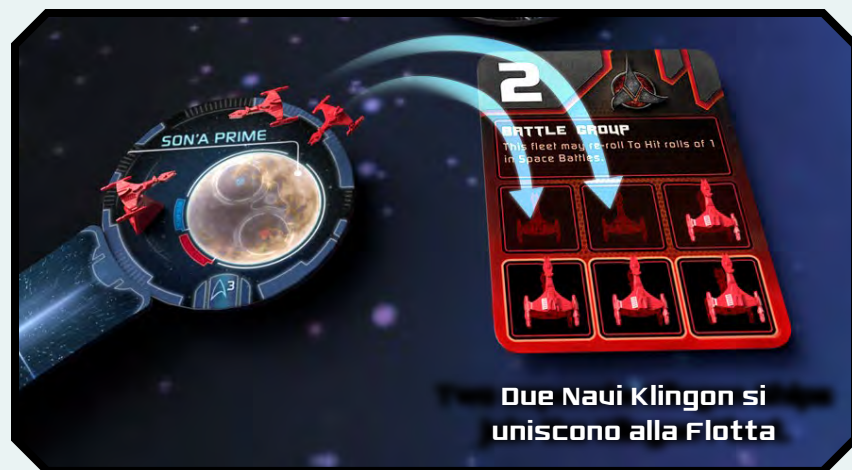 SON'A PRIME
3
2
BATTLE GROUP
This fleet may re-roll To Hit rolls of 1
in Space Battles.
Due Navi Klingon si
uniscono alla Flotta